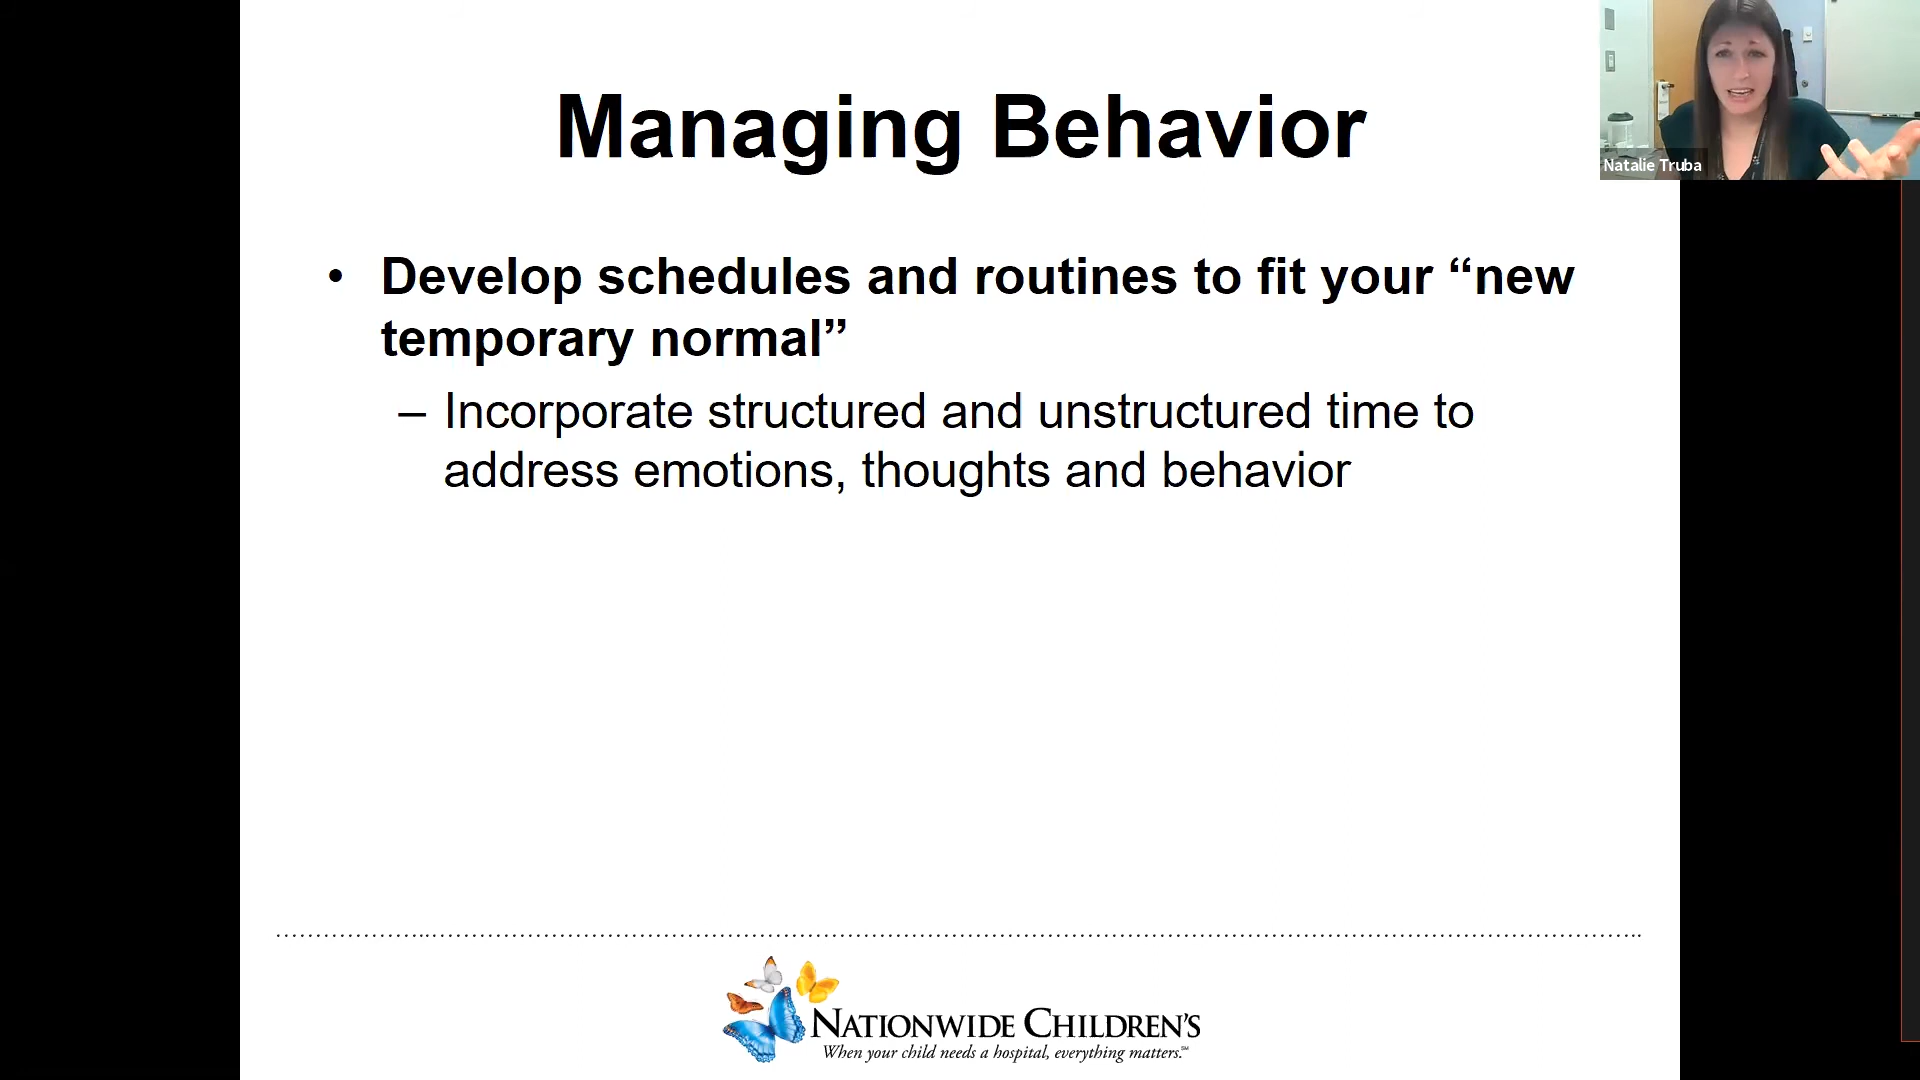 Managing Behavior
Natalie Truba
• Develop schedules and routines to fit your “new
temporary normal”
– Incorporate structured and unstructured time to
address emotions, thoughts and behavior
NATIONWIDE CHILDREN'S
When your child needs a hospital, everything matters.℠